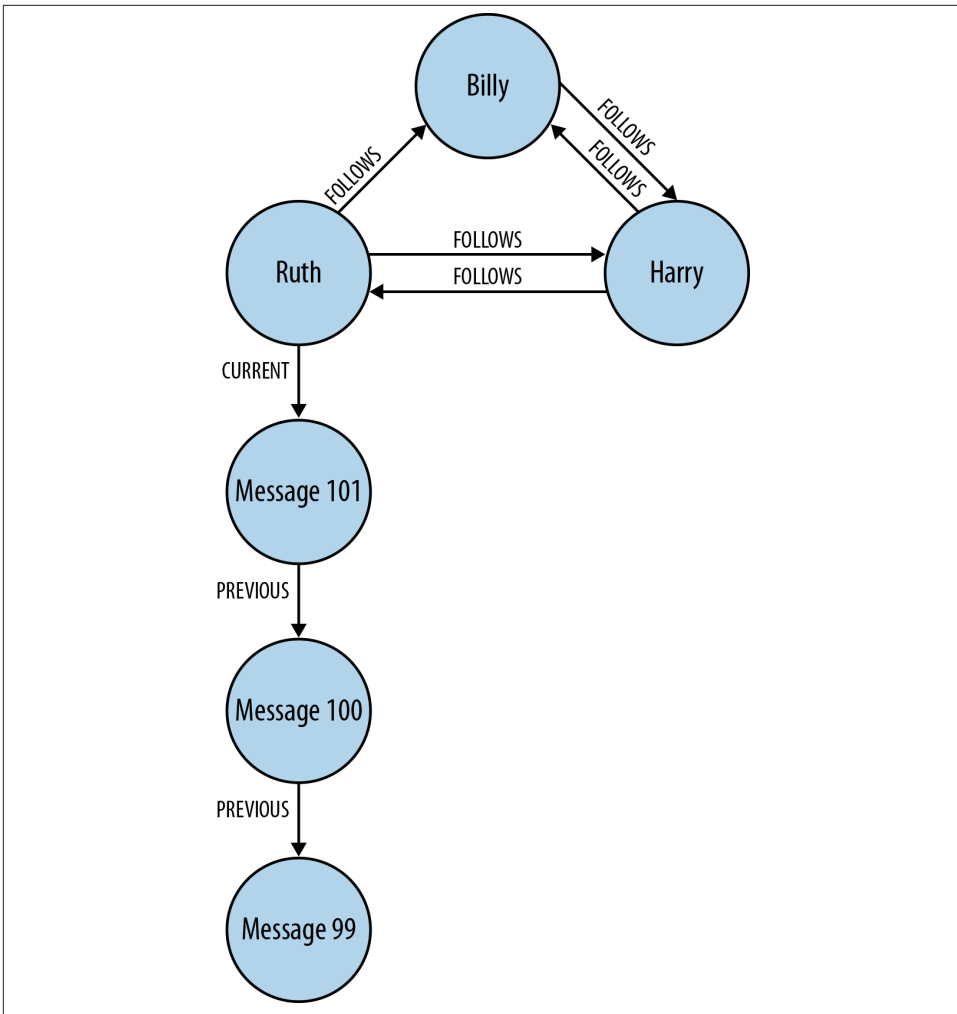 Billy
FOLLOWS
FOLLOWS
FOLLOWS
Ruth
FOLLOWS
FOLLOWS
Harry
CURRENT
Message 101
PREVIOUS
Message 100
PREVIOUS
Message 99